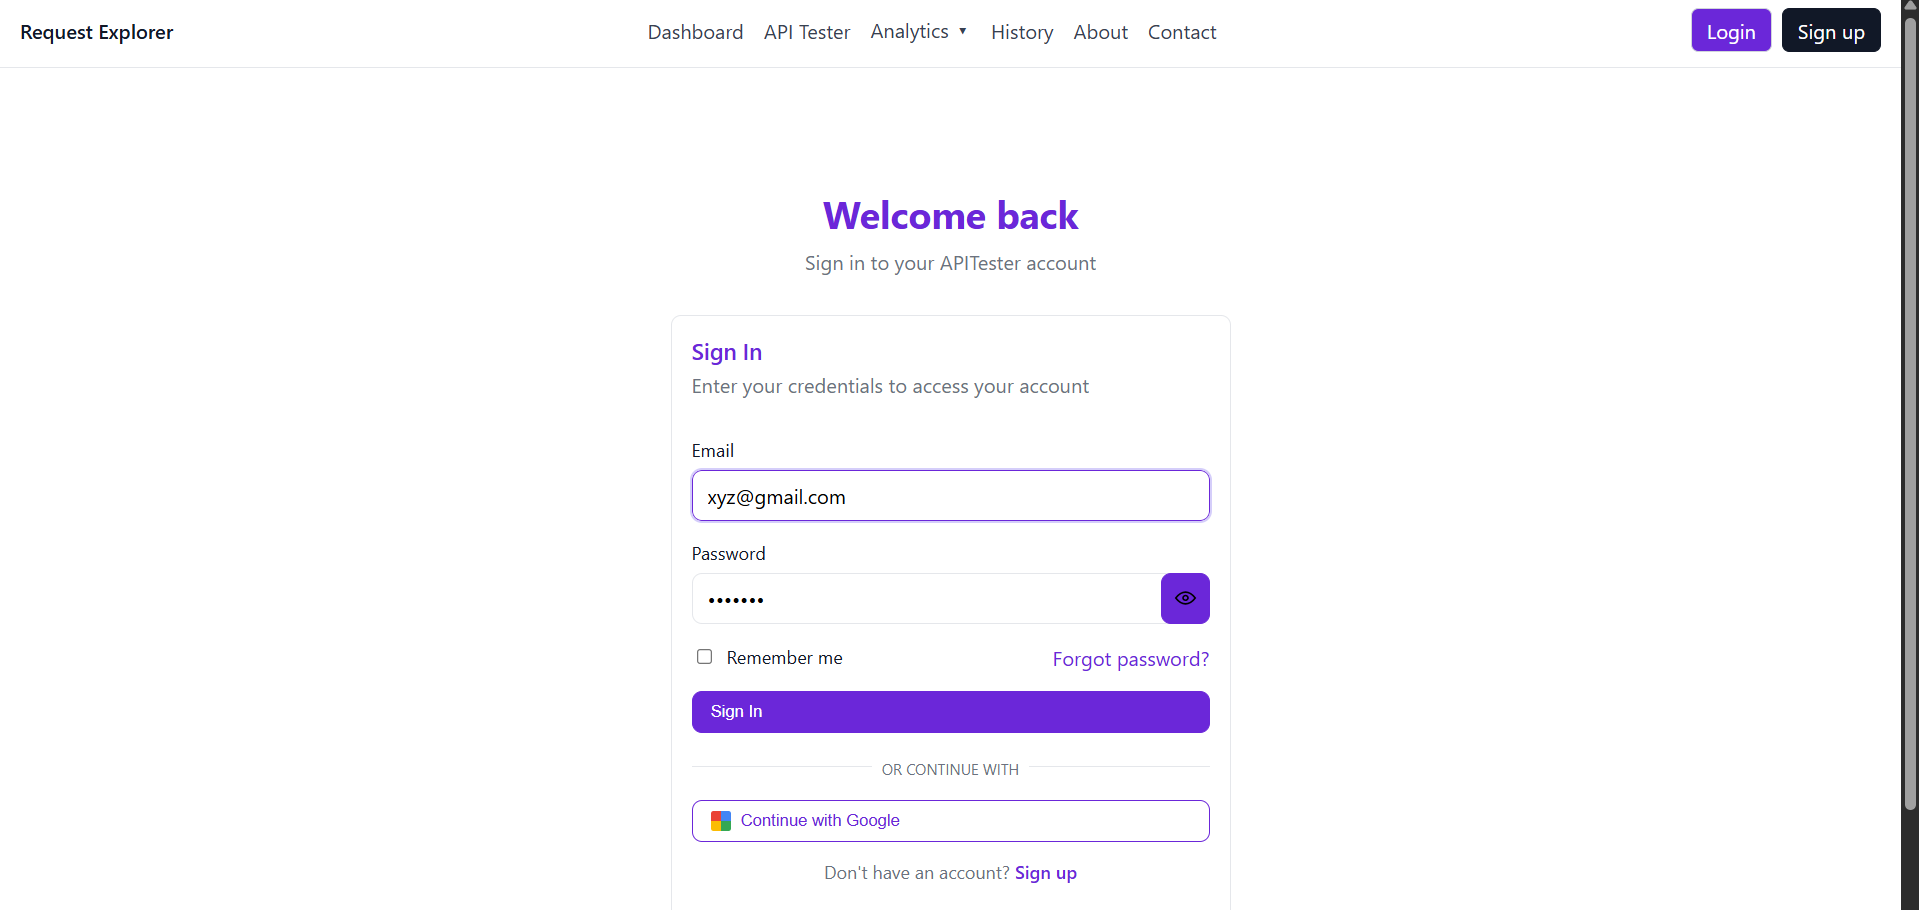 Request Explorer
Dashboard API Tester Analytics ▼ History About Contact
Login Sign up
Welcome back
Sign in to your APITester account
Sign In
Enter your credentials to access your account
Email
xyz@gmail.com
Password
•••••••
Remember me Forgot password?
Sign In
OR CONTINUE WITH
Continue with Google
Don't have an account? Sign up